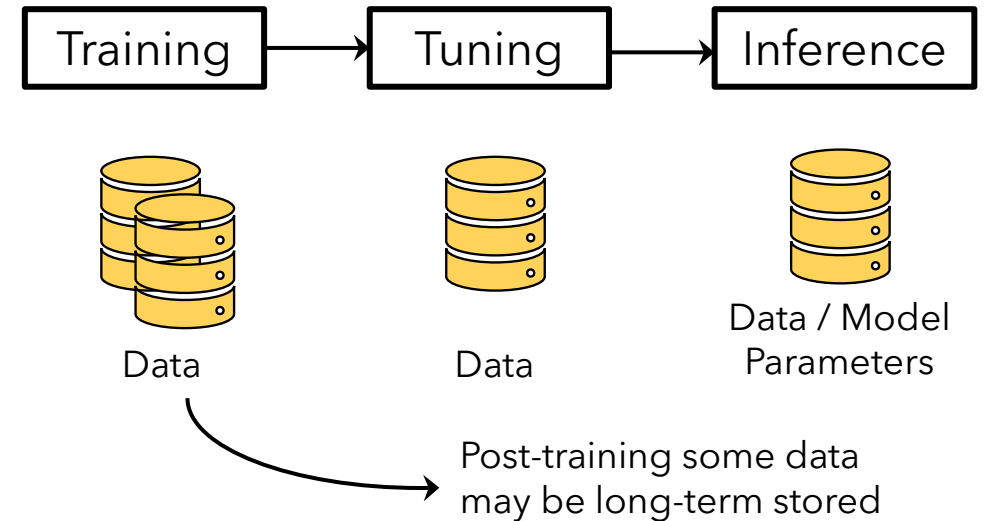 Training
Tuning
Inference
Data
Data
Data / Model
Parameters
Post-training some data
may be long-term stored